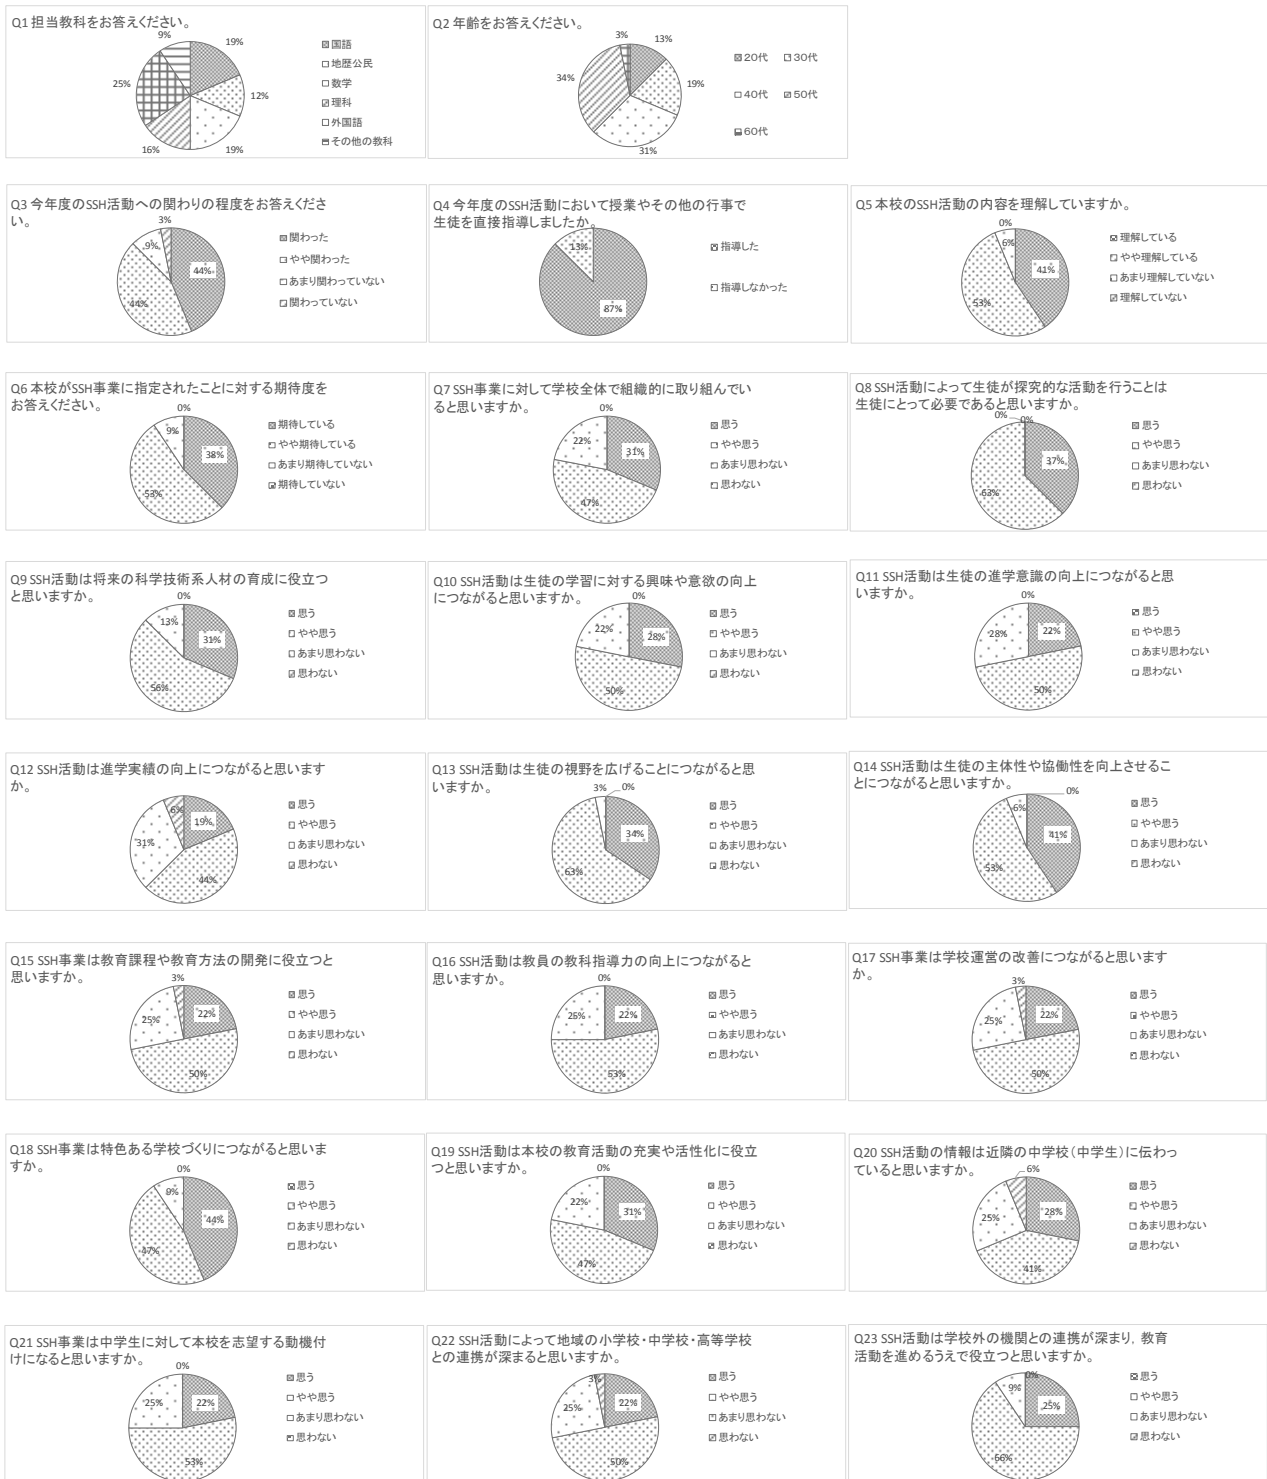 Q1 担当教科をお答えください。
9%
19%
25%
12%
16%
19%
国語
地歴公民
数学
理科
外国語
その他の教科
Q2 年齢をお答えください。
3%
13%
34%
19%
31%
20代 30代
40代 50代
60代
Q3 今年度のSSH活動への関わりの程度をお答えくださ
い。
3%
9%
44%
44%
関わった
やや関わった
あまり関わっていない
関わっていない
Q4 今年度のSSH活動において授業やその他の行事で
生徒を直接指導しましたか。
13%
87%
指導した
指導しなかった
Q5 本校のSSH活動の内容を理解していますか。
0%
6%
41%
53%
理解している
やや理解している
あまり理解していない
理解していない
Q6 本校がSSH事業に指定されたことに対する期待度を
お答えください。
0%
9%
38%
53%
期待している
やや期待している
あまり期待していない
期待していない
Q7 SSH事業に対して学校全体で組織的に取り組んでい
ると思いますか。
0%
22%
31%
47%
思う
やや思う
あまり思わない
思わない
Q8 SSH活動によって生徒が探究的な活動を行うことは
生徒にとって必要であると思いますか。
0%
0%
37%
63%
思う
やや思う
あまり思わない
思わない
Q9 SSH活動は将来の科学技術系人材の育成に役立つ
と思いますか。
0%
13%
31%
56%
思う
やや思う
あまり思わない
思わない
Q10 SSH活動は生徒の学習に対する興味や意欲の向上
につながると思いますか。
0%
22%
28%
50%
思う
やや思う
あまり思わない
思わない
Q11 SSH活動は生徒の進学意識の向上につながると思
いますか。
0%
28%
22%
50%
思う
やや思う
あまり思わない
思わない
Q12 SSH活動は進学実績の向上につながると思います
か。
6%
19%
31%
44%
思う
やや思う
あまり思わない
思わない
Q13 SSH活動は生徒の視野を広げることにつながると思
いますか。
3%
0%
34%
63%
思う
やや思う
あまり思わない
思わない
Q14 SSH活動は生徒の主体性や協働性を向上させるこ
とにつながると思いますか。
0%
6%
41%
53%
思う
やや思う
あまり思わない
思わない
Q15 SSH事業は教育課程や教育方法の開発に役立つと
思いますか。
3%
25%
22%
50%
思う
やや思う
あまり思わない
思わない
Q16 SSH活動は教員の教科指導力の向上につながると
思いますか。
0%
25%
22%
53%
思う
やや思う
あまり思わない
思わない
Q17 SSH事業は学校運営の改善につながると思います
か。
3%
25%
22%
50%
思う
やや思う
あまり思わない
思わない
Q18 SSH事業は特色ある学校づくりにつながると思いま
すか。
0%
9%
44%
47%
思う
やや思う
あまり思わない
思わない
Q19 SSH活動は本校の教育活動の充実や活性化に役立
つと思いますか。
0%
22%
31%
47%
思う
やや思う
あまり思わない
思わない
Q20 SSH活動の情報は近隣の中学校(中学生)に伝わっ
ていると思いますか。
6%
25%
28%
41%
思う
やや思う
あまり思わない
思わない
Q21 SSH事業は中学生に対して本校を志望する動機付
けになると思いますか。
0%
25%
22%
53%
思う
やや思う
あまり思わない
思わない
Q22 SSH活動によって地域の小学校・中学校・高等学校
との連携が深まると思いますか。
3%
25%
22%
50%
思う
やや思う
あまり思わない
思わない
Q23 SSH活動は学校外の機関との連携が深まり,教育
活動を進めるうえで役立つと思いますか。
0%
9%
25%
66%
思う
やや思う
あまり思わない
思わない